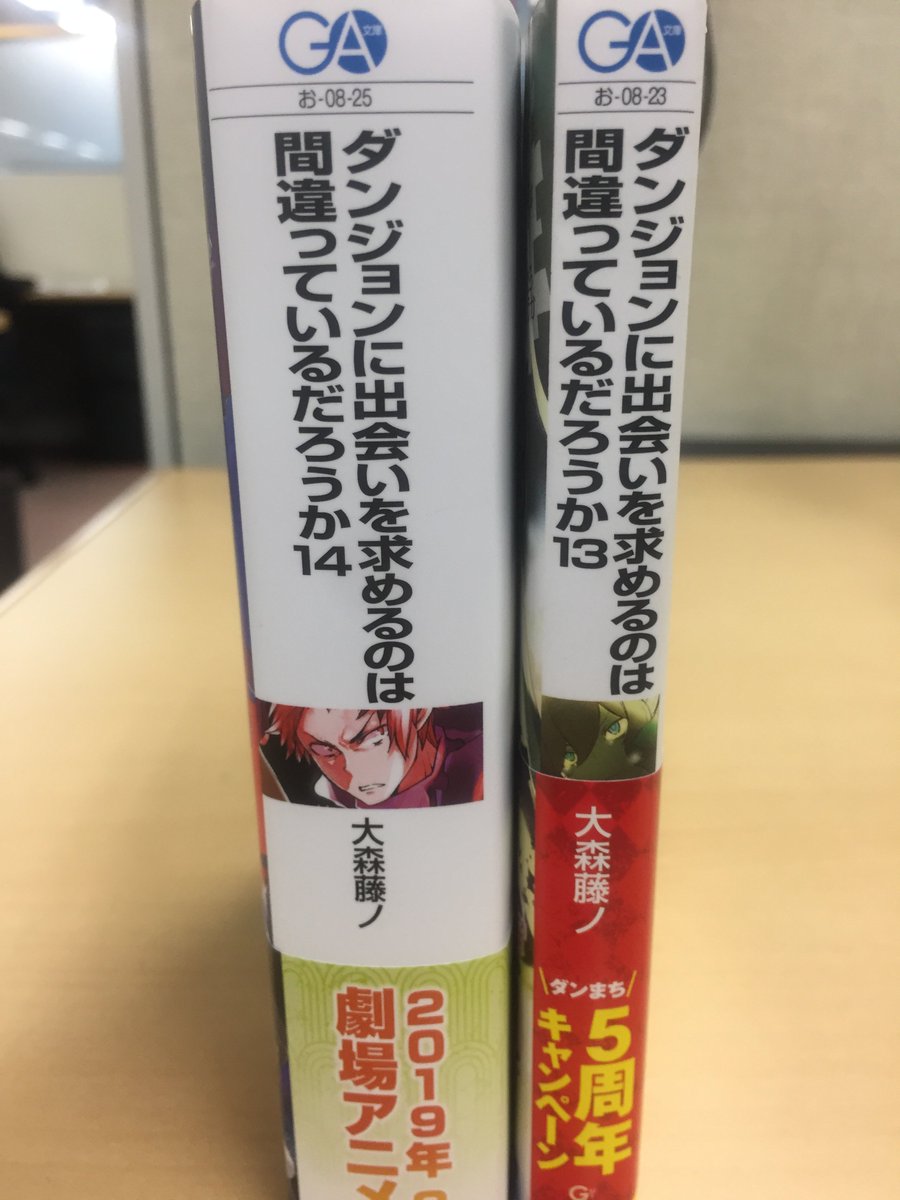 GA文庫
お-08-25
ダンジョンに出会いを求めるのは
間違っているだろうか14
大森藤ノ
2019年
劇場アニメ
GA文庫
お-08-23
ダンジョンに出会いを求めるのは
間違っているだろうか13
大森藤ノ
ダンまち
5周年
キャンペーン